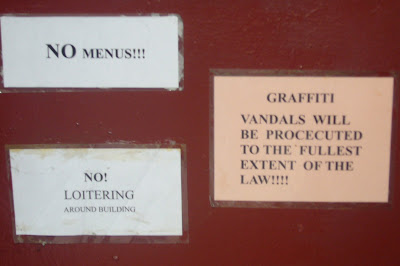 NO MENUS!!!
NO!
LOITERING
AROUND BUILDING
GRAFFITI
VANDALS WILL
BE PROCECUTED
TO THE FULLEST
EXTENT OF THE
LAW!!!!